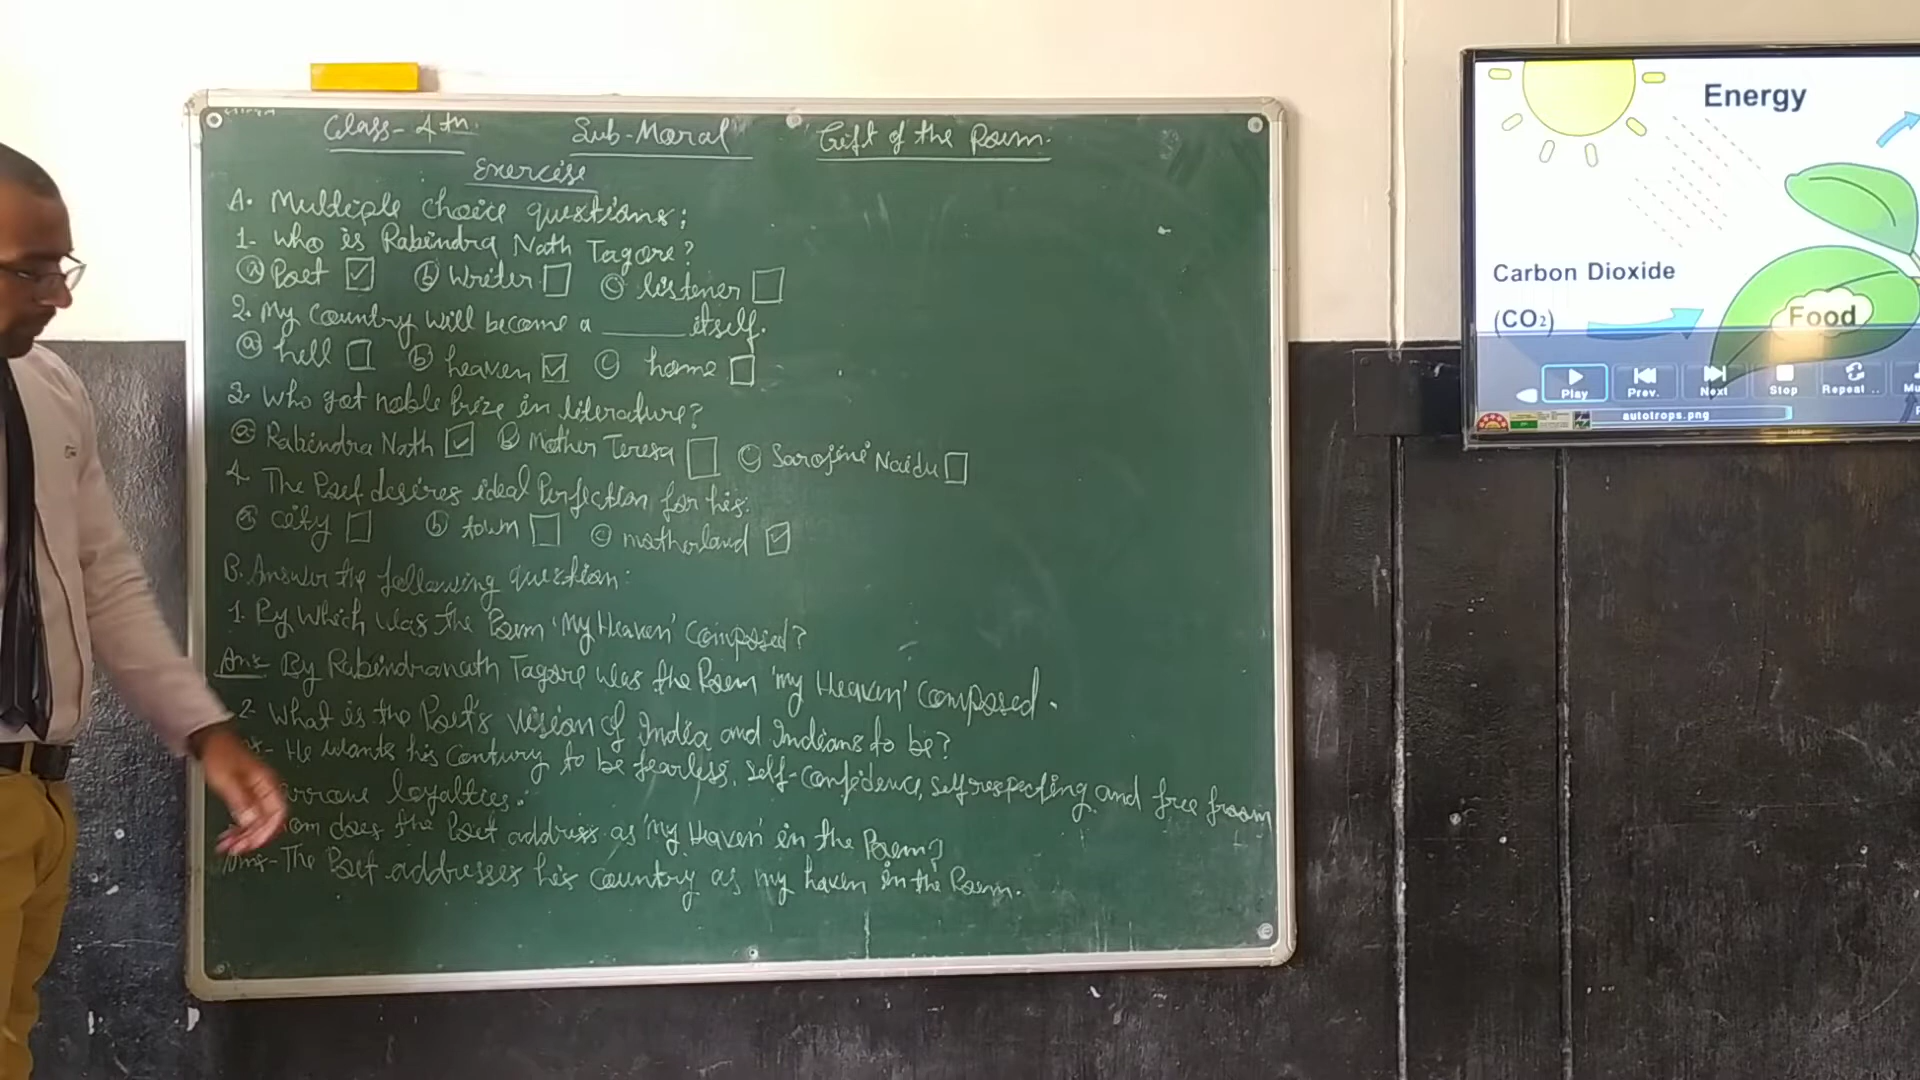 Class-4th. Sub-Moral Gift of the Poem.
Exercise
A. Multiple choice questions;
1- Who is Rabindra Nath Tagore?
(a) Poet (b) Writer (c) listener
2. My Country will become a ______ itself.
(a) hell (b) heaven (c) home
3. Who got noble Prize in literature?
(a) Rabindra Nath (b) Mother Teresa (c) Sarojini Naidu
4. The Poet desires ideal Perfection for his:
(a) city (b) town (c) motherland
B. Answer the following question:
1. By Which was the Poem 'My Heaven' Composed?
Ans By Rabindranath Tagore was the Poem 'my Heaven' Composed.
2- What is the Poet's vision of India and Indians to be?
He wants his Contury to be fearless, Self-Confidence, Self respecting and free from
loyalties.
does the Poet address as 'My Heaven' in the Poem?
Ans- The Poet addresses his Country as my haven in the Poem.
Energy
Carbon Dioxide
(CO₂)
Food
Play Prev. Next Stop Repeat ..
autotrops.png